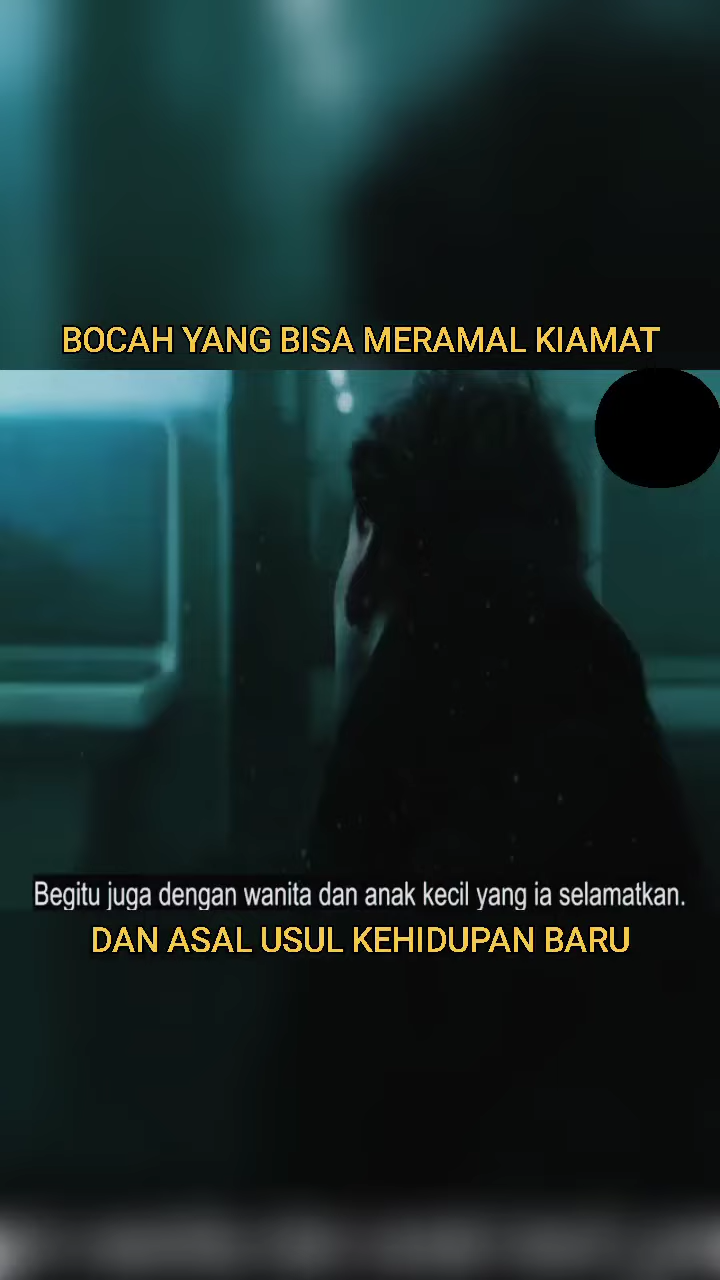 BOCAH YANG BISA MERAMAL KIAMAT
Begitu juga dengan wanita dan anak kecil yang ia selamatkan.
DAN ASAL USUL KEHIDUPAN BARU